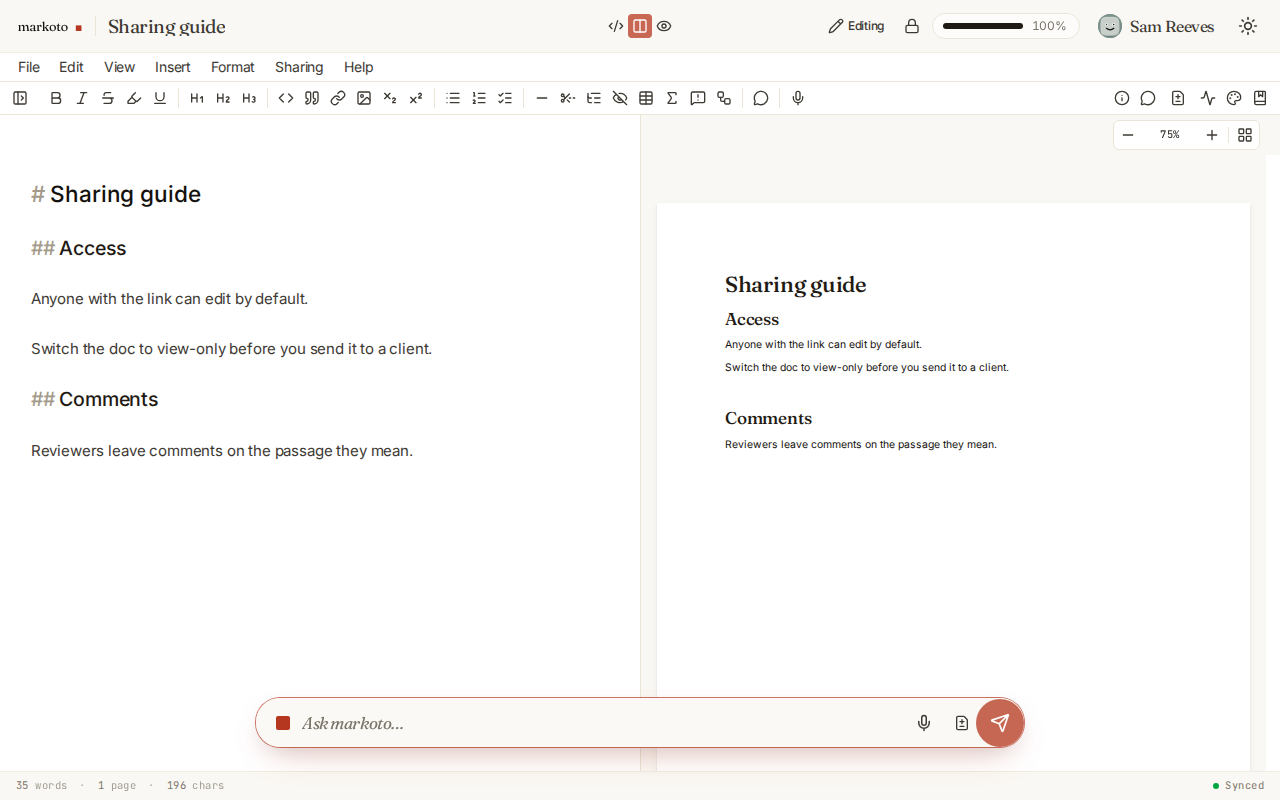 markoto
Sharing guide
Editing
100%
Sam Reeves
File Edit View Insert Format Sharing Help
H1 H2 H3
75%
# Sharing guide
## Access
Anyone with the link can edit by default.
Switch the doc to view-only before you send it to a client.
## Comments
Reviewers leave comments on the passage they mean.
Sharing guide
Access
Anyone with the link can edit by default.
Switch the doc to view-only before you send it to a client.
Comments
Reviewers leave comments on the passage they mean.
Ask markoto...
35 words · 1 page · 196 chars
Synced